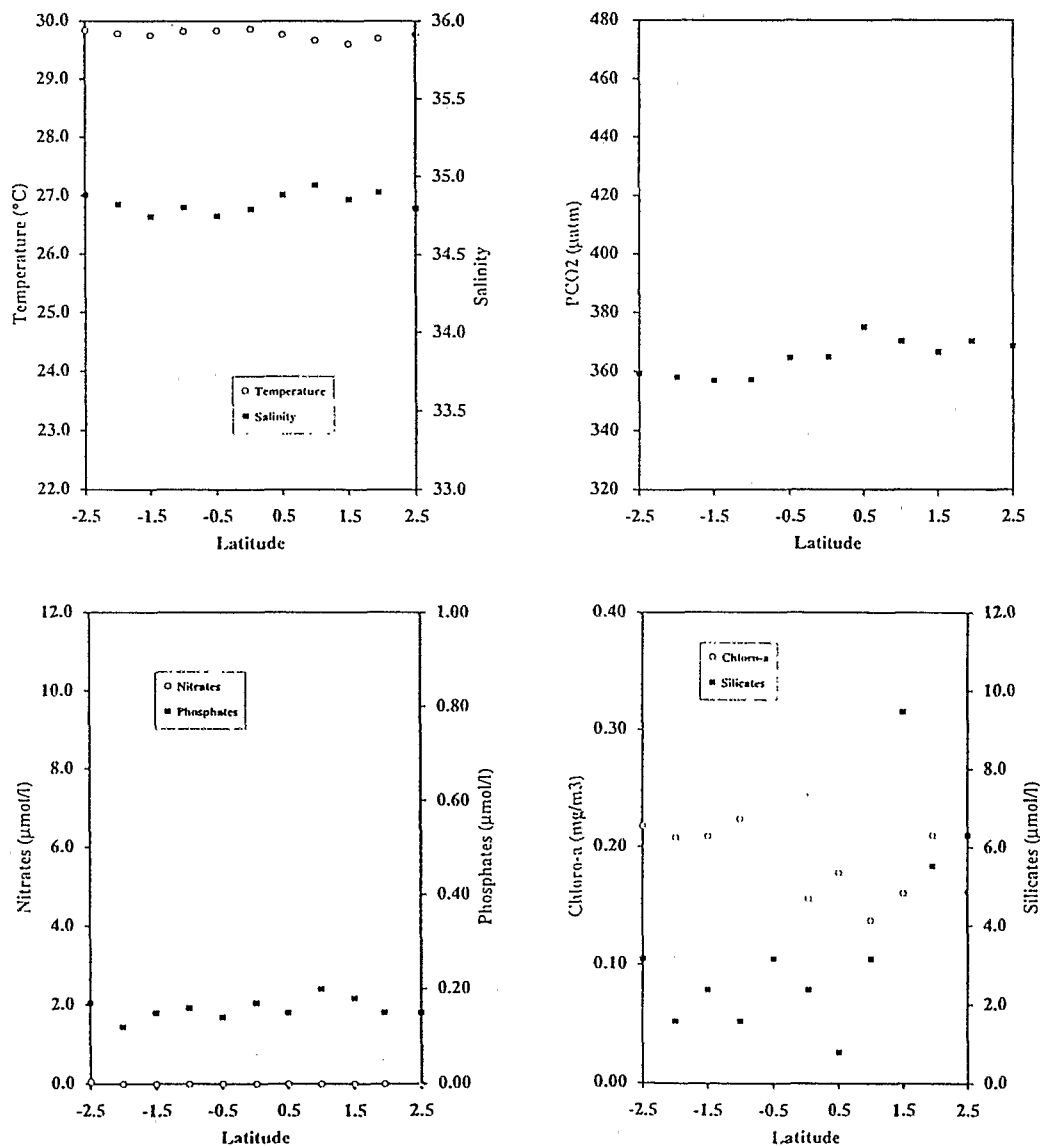 30.0
29.0
28.0
27.0
26.0
25.0
24.0
23.0
22.0
Temperature (°C)
36.0
35.5
35.0
34.5
34.0
33.5
33.0
Salinity
Temperature
Salinity
-2.5 -1.5 -0.5 0.5 1.5 2.5
Latitude
480
460
440
420
400
380
360
340
320
PCO2 (µatm)
-2.5 -1.5 -0.5 0.5 1.5 2.5
Latitude
12.0
10.0
8.0
6.0
4.0
2.0
0.0
Nitrates (µmol/l)
1.00
0.80
0.60
0.40
0.20
0.00
Phosphates (µmol/l)
Nitrates
Phosphates
-2.5 -1.5 -0.5 0.5 1.5 2.5
Latitude
0.40
0.30
0.20
0.10
0.00
Chloro-a (mg/m3)
12.0
10.0
8.0
6.0
4.0
2.0
0.0
Silicates (µmol/l)
Chloro-a
Silicates
-2.5 -1.5 -0.5 0.5 1.5 2.5
Latitude